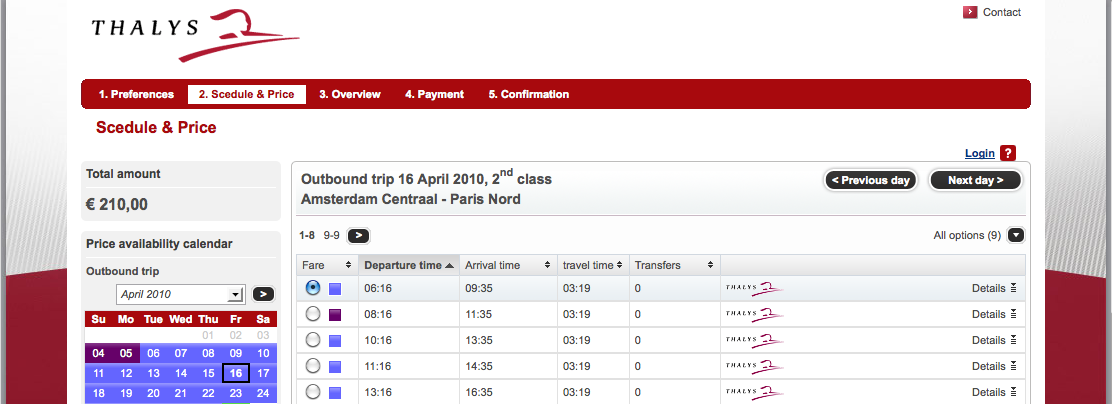 THALYS
Contact
1. Preferences 2. Scedule & Price 3. Overview 4. Payment 5. Confirmation
Scedule & Price
Login ?
Total amount
€ 210,00
Price availability calendar
Outbound trip
April 2010 >
Su Mo Tue Wed Thu Fr Sa
01 02 03
04 05 06 07 08 09 10
11 12 13 14 15 16 17
18 19 20 21 22 23 24
Outbound trip 16 April 2010, 2nd class
Amsterdam Centraal - Paris Nord
< Previous day Next day >
1-8 9-9 > All options (9)
Fare Departure time Arrival time travel time Transfers
06:16 09:35 03:19 0 THALYS Details
08:16 11:35 03:19 0 THALYS Details
10:16 13:35 03:19 0 THALYS Details
11:16 14:35 03:19 0 THALYS Details
13:16 16:35 03:19 0 THALYS Details